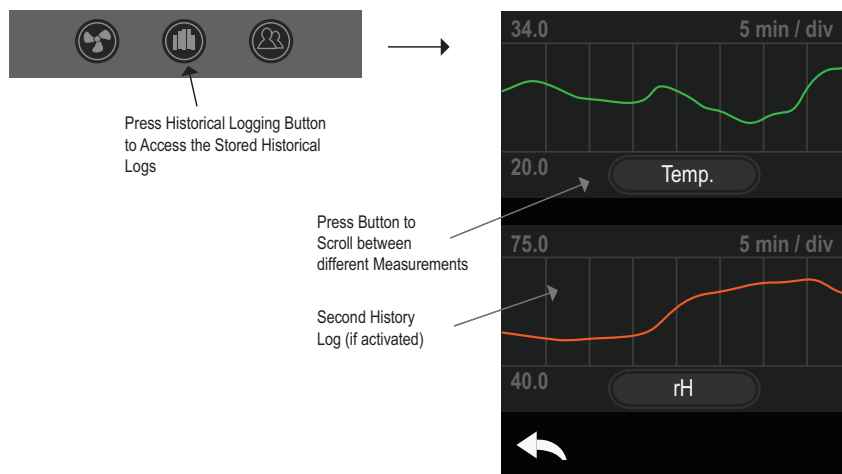 Press Historical Logging Button
to Access the Stored Historical
Logs
34.0 5 min / div
20.0 Temp.
Press Button to
Scroll between
different Measurements
75.0 5 min / div
Second History
Log (if activated)
40.0 rH